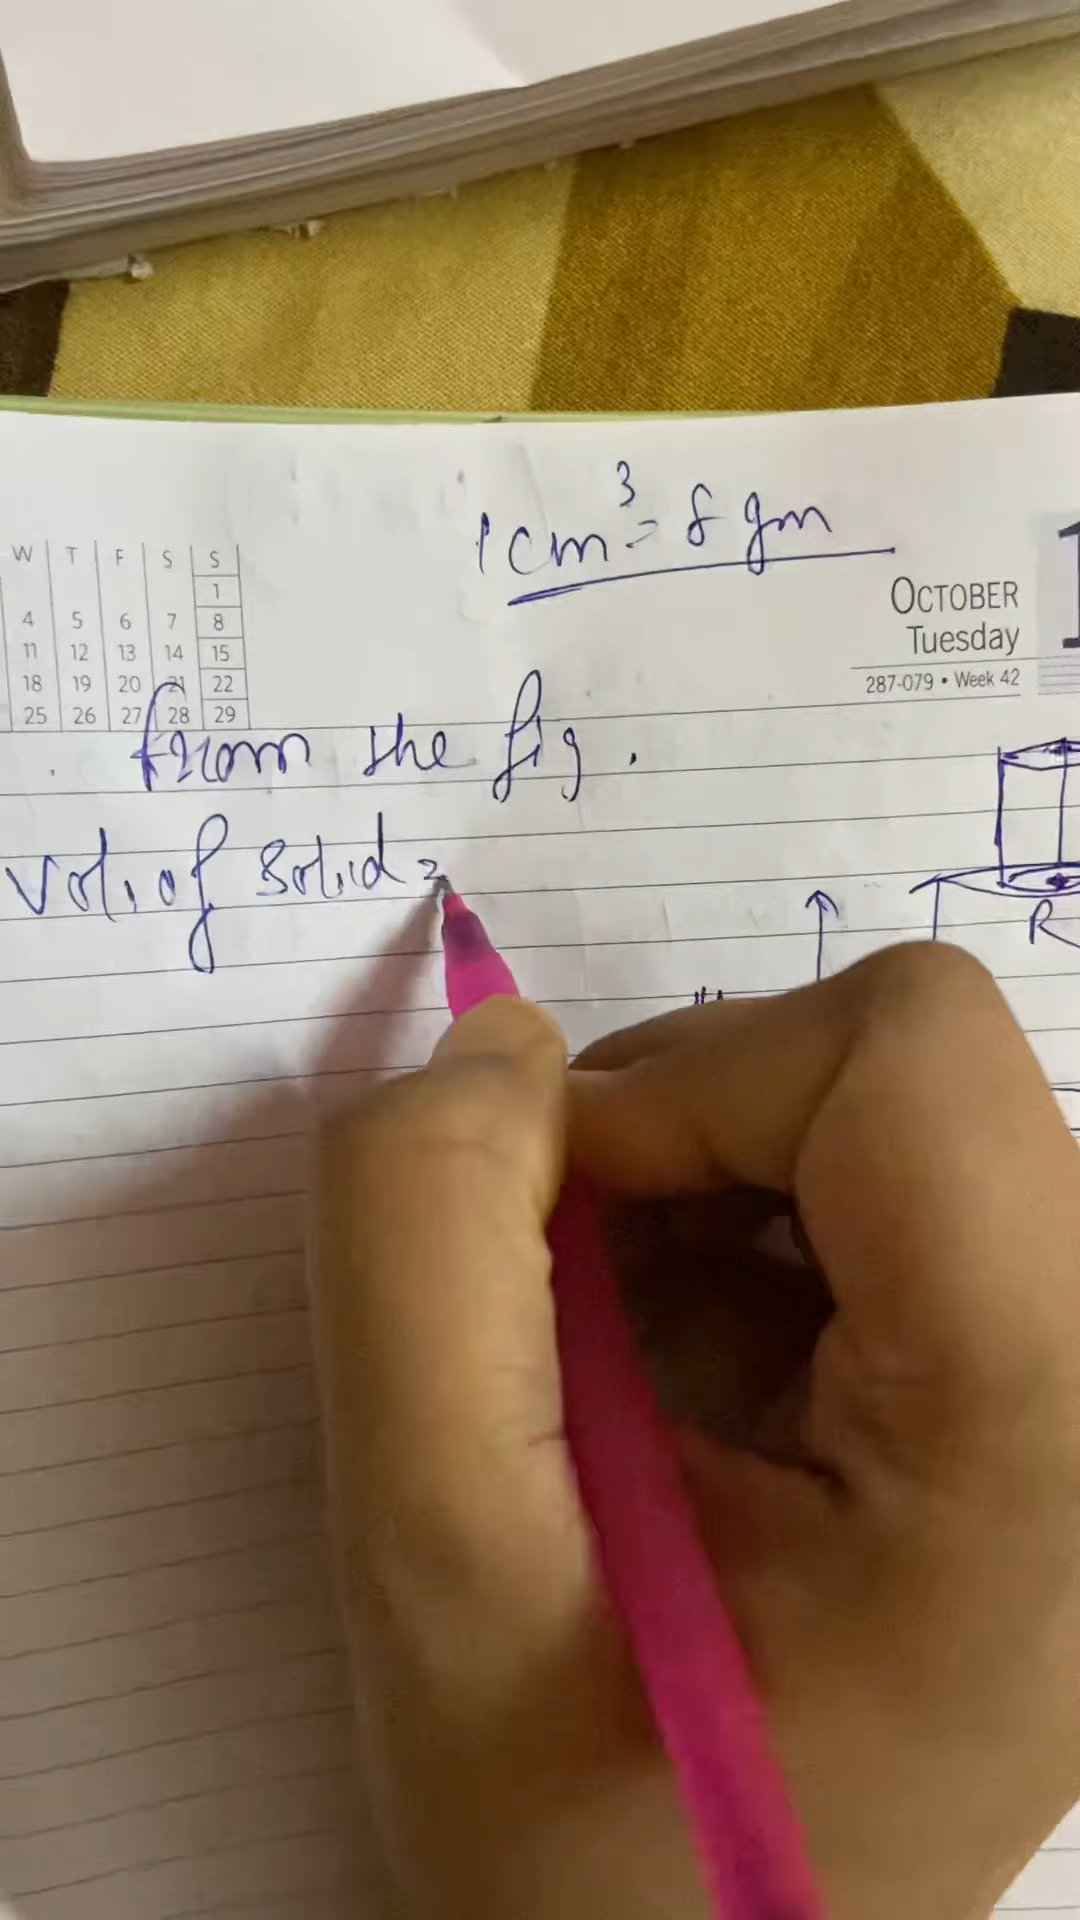 1cm³ = 8 gm
W T F S S
1
4 5 6 7 8
11 12 13 14 15
18 19 20 21 22
25 26 27 28 29
OCTOBER
Tuesday
287-079 • Week 42
1
from the fig.
Vol. of Solid =
R